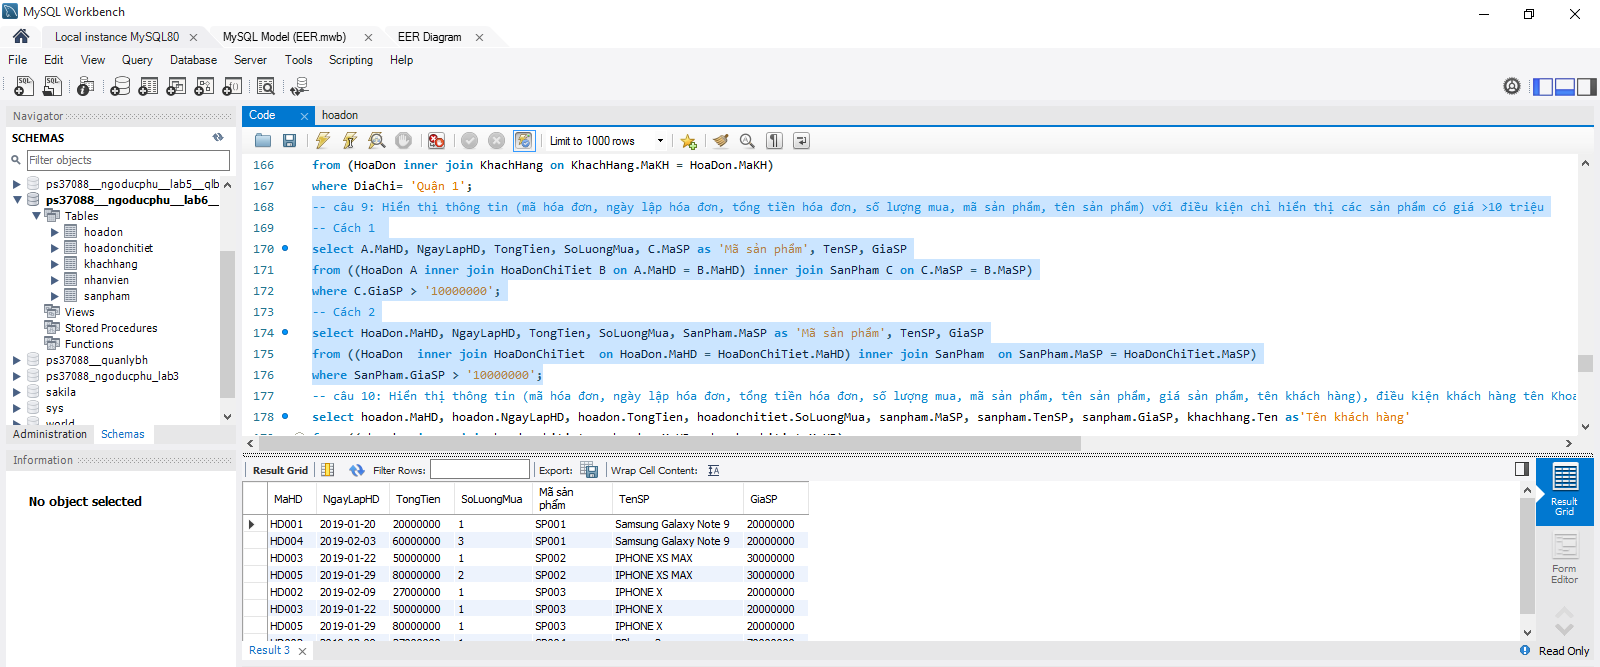 MySQL Workbench
Local instance MySQL80 MySQL Model (EER.mwb) EER Diagram
File Edit View Query Database Server Tools Scripting Help
Navigator
SCHEMAS
Filter objects
ps37088__ngoducphu__lab5__qlb
ps37088__ngoducphu__lab6__
Tables
hoadon
hoadonchitiet
khachhang
nhanvien
sanpham
Views
Stored Procedures
Functions
ps37088__quanlybh
ps37088_ngoducphu_lab3
sakila
sys
world
Administration Schemas
Information
No object selected
Code hoadon
Limit to 1000 rows
166 from (HoaDon inner join KhachHang on KhachHang.MaKH = HoaDon.MaKH)
167 where DiaChi= 'Quận 1';
168 -- câu 9: Hiển thị thông tin (mã hóa đơn, ngày lập hóa đơn, tổng tiền hóa đơn, số lượng mua, mã sản phẩm, tên sản phẩm) với điều kiện chỉ hiển thị các sản phẩm có giá >10 triệu
169 -- Cách 1
170 select A.MaHD, NgayLapHD, TongTien, SoLuongMua, C.MaSP as 'Mã sản phẩm', TenSP, GiaSP
171 from ((HoaDon A inner join HoaDonChiTiet B on A.MaHD = B.MaHD) inner join SanPham C on C.MaSP = B.MaSP)
172 where C.GiaSP > '10000000';
173 -- Cách 2
174 select HoaDon.MaHD, NgayLapHD, TongTien, SoLuongMua, SanPham.MaSP as 'Mã sản phẩm', TenSP, GiaSP
175 from ((HoaDon  inner join HoaDonChiTiet  on HoaDon.MaHD = HoaDonChiTiet.MaHD) inner join SanPham  on SanPham.MaSP = HoaDonChiTiet.MaSP)
176 where SanPham.GiaSP > '10000000';
177 -- câu 10: Hiển thị thông tin (mã hóa đơn, ngày lập hóa đơn, tổng tiền hóa đơn, số lượng mua, mã sản phẩm, tên sản phẩm, giá sản phẩm, tên khách hàng), điều kiện khách hàng tên Khoa
178 select hoadon.MaHD, hoadon.NgayLapHD, hoadon.TongTien, hoadonchitiet.SoLuongMua, sanpham.MaSP, sanpham.TenSP, sanpham.GiaSP, khachhang.Ten as'Tên khách hàng'
Result Grid Filter Rows: Export: Wrap Cell Content:
MaHD NgayLapHD TongTien SoLuongMua Mã sản phẩm TenSP GiaSP
HD001 2019-01-20 20000000 1 SP001 Samsung Galaxy Note 9 20000000
HD004 2019-02-03 60000000 3 SP001 Samsung Galaxy Note 9 20000000
HD003 2019-01-22 50000000 1 SP002 IPHONE XS MAX 30000000
HD005 2019-01-29 80000000 2 SP002 IPHONE XS MAX 30000000
HD002 2019-02-09 27000000 1 SP003 IPHONE X 20000000
HD003 2019-01-22 50000000 1 SP003 IPHONE X 20000000
HD005 2019-01-29 80000000 1 SP003 IPHONE X 20000000
Result Grid
Form Editor
Result 3
Read Only